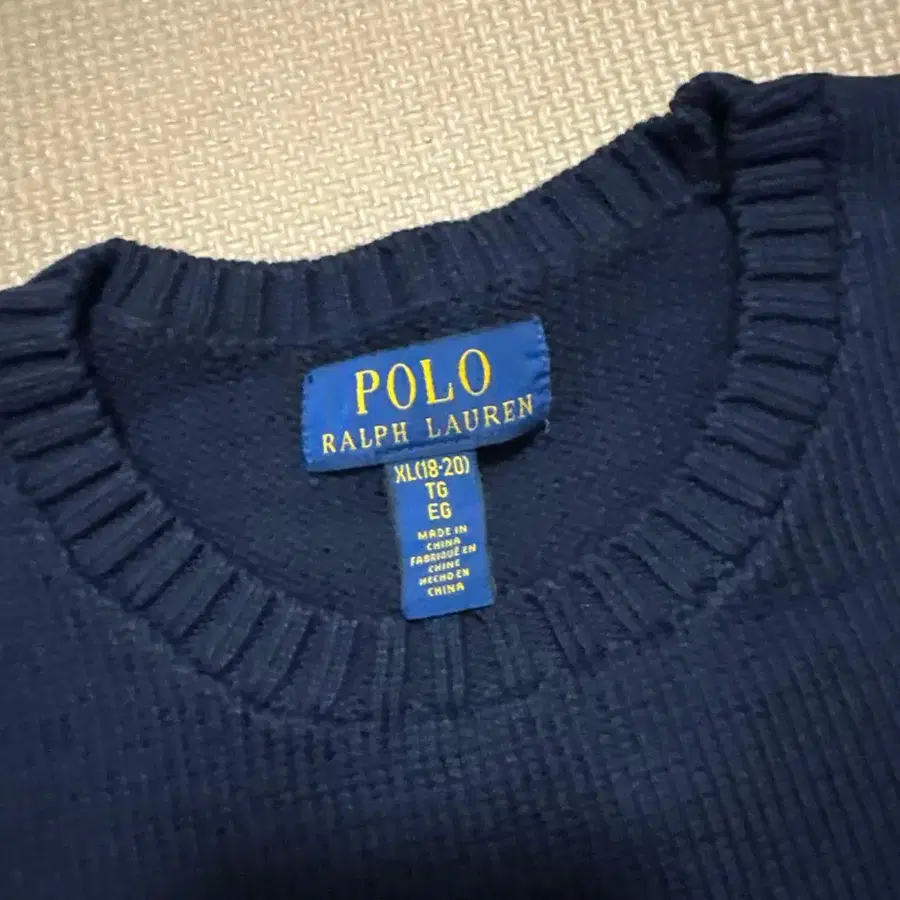 POLO
RALPH LAUREN
XL(18-20)
TG
EG
MADE IN
CHINA
FABRIQUÉ EN
CHINE
HECHO EN
CHINA